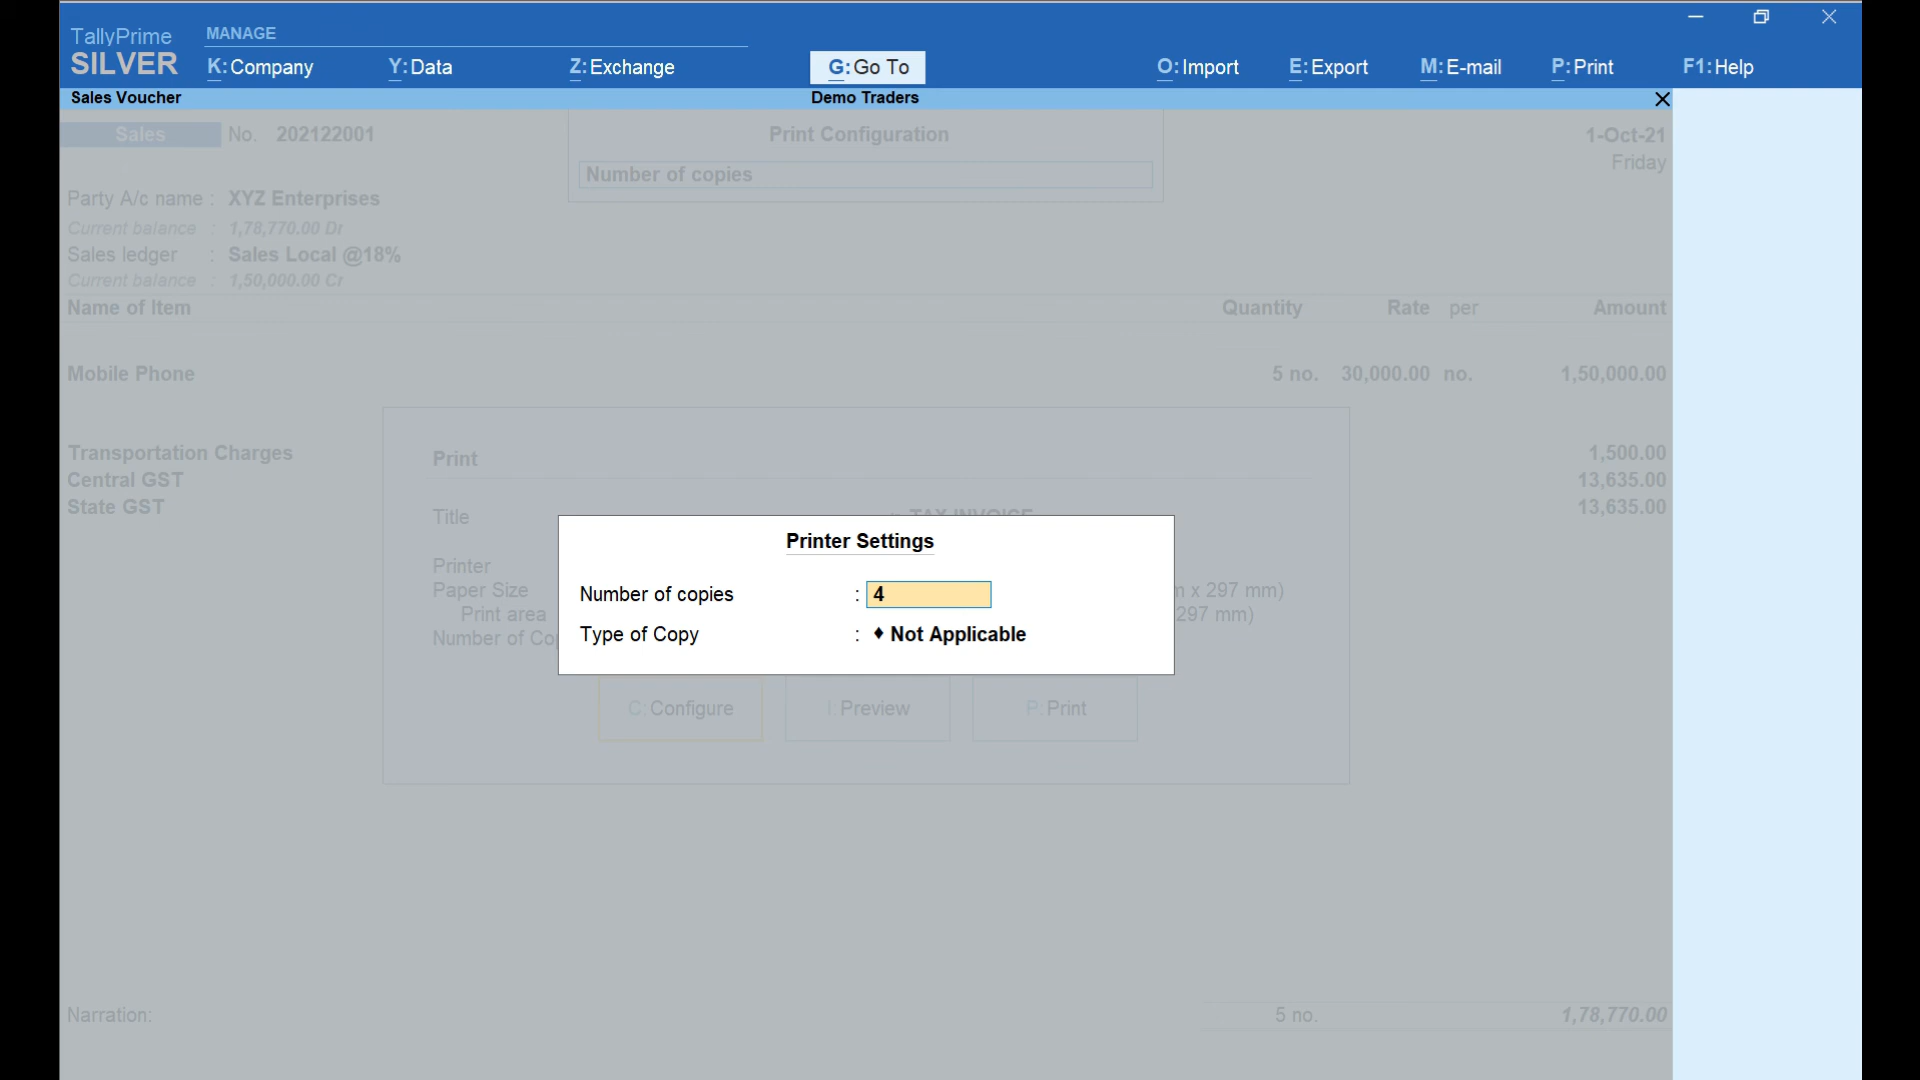 TallyPrime
SILVER
MANAGE
K: Company Y: Data Z: Exchange G: Go To O: Import E: Export M: E-mail P: Print F1: Help
Sales Voucher Demo Traders
Sales No. 202122001 Print Configuration 1-Oct-21
Number of copies Friday
Party A/c name : XYZ Enterprises
Current balance : 1,78,770.00 Dr
Sales ledger : Sales Local @18%
Current balance : 1,50,000.00 Cr
Name of Item Quantity Rate per Amount
Mobile Phone 5 no. 30,000.00 no. 1,50,000.00
Transportation Charges 1,500.00
Central GST 13,635.00
State GST 13,635.00
Print
Title : TAX INVOICE
Printer
Paper Size x 297 mm)
Print area 297 mm)
Number of
Printer Settings
Number of copies : 4
Type of Copy : ♦ Not Applicable
C: Configure I: Preview P: Print
Narration: 5 no. 1,78,770.00